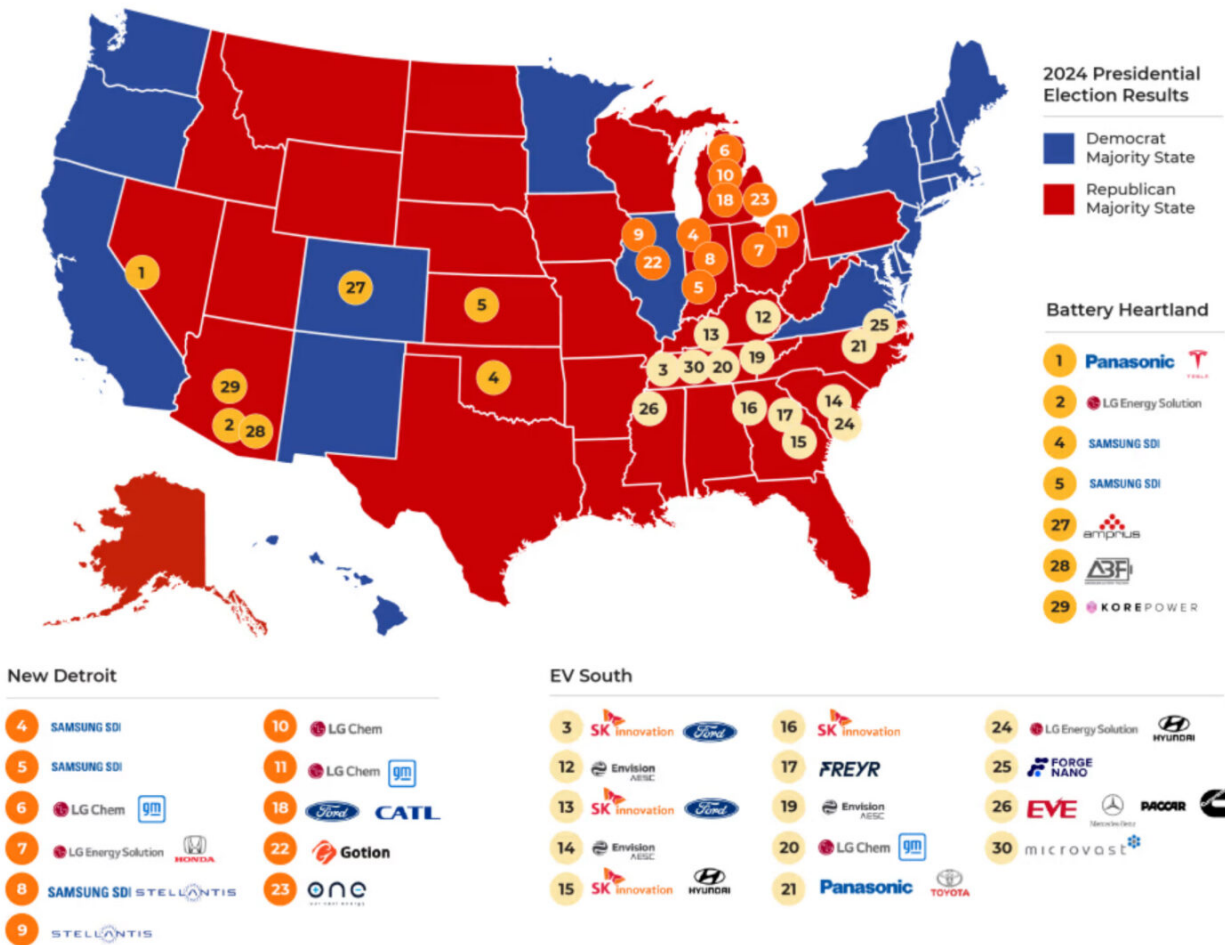 2024 Presidential
Election Results
Democrat
Majority State
Republican
Majority State
6
10
18
23
9
4
11
22
8
7
5
1
27
5
12
25
13
21
3
30
20
19
4
29
26
16
17
14
2
28
24
15
Battery Heartland
1 Panasonic TESLA
2 LG Energy Solution
4 SAMSUNG SDI
5 SAMSUNG SDI
27 amprius
28 ABF
29 KOREPOWER
New Detroit
4 SAMSUNG SDI
5 SAMSUNG SDI
6 LG Chem gm
7 LG Energy Solution HONDA
8 SAMSUNG SDI STELLANTIS
9 STELLANTIS
10 LG Chem
11 LG Chem gm
18 Ford CATL
22 Gotion
23 one
EV South
3 SK innovation Ford
12 Envision AESC
13 SK innovation Ford
14 Envision AESC
15 SK innovation HYUNDAI
16 SK innovation
17 FREYR
19 Envision AESC
20 LG Chem gm
21 Panasonic TOYOTA
24 LG Energy Solution HYUNDAI
25 FORGE NANO
26 EVE Mercedes-Benz PACCAR
30 microvast